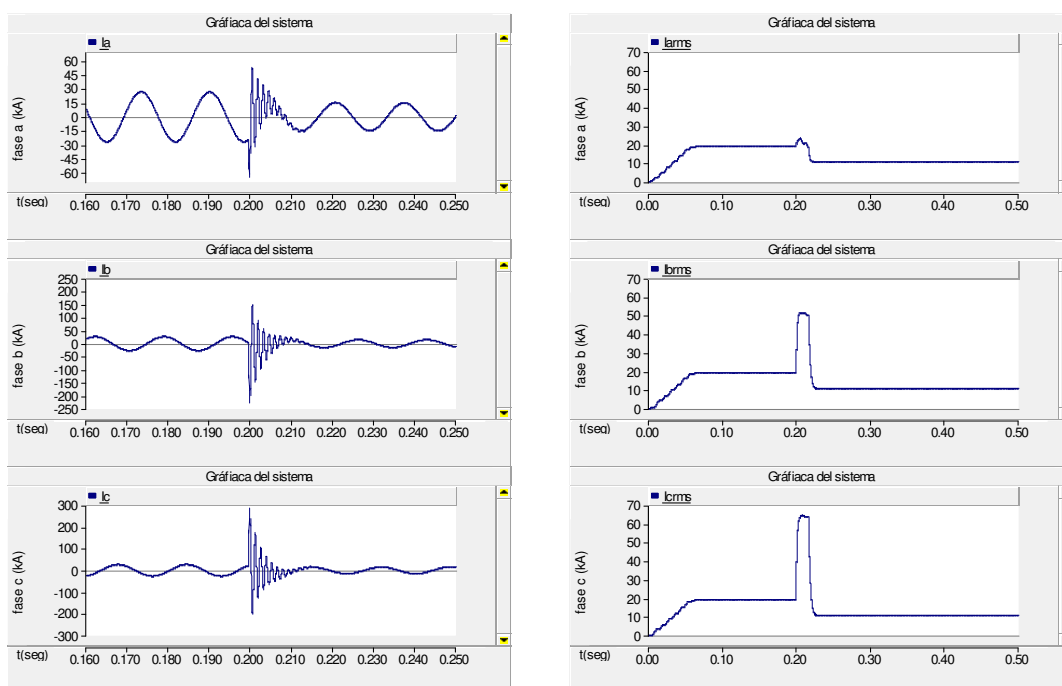 Gráfiaca del sistema
Ia
60
45
30
15
0
-15
-30
-45
-60
fase a (kA)
t(seg) 0.160 0.170 0.180 0.190 0.200 0.210 0.220 0.230 0.240 0.250
Gráfiaca del sistema
Iarms
70
60
50
40
30
20
10
0
fase a (kA)
t(seg) 0.00 0.10 0.20 0.30 0.40 0.50
Gráfiaca del sistema
Ib
250
200
150
100
50
0
-50
-100
-150
-200
-250
fase b (kA)
t(seg) 0.160 0.170 0.180 0.190 0.200 0.210 0.220 0.230 0.240 0.250
Gráfiaca del sistema
Ibrms
70
60
50
40
30
20
10
0
fase b (kA)
t(seg) 0.00 0.10 0.20 0.30 0.40 0.50
Gráfiaca del sistema
Ic
300
200
100
0
-100
-200
-300
fase c (kA)
t(seg) 0.160 0.170 0.180 0.190 0.200 0.210 0.220 0.230 0.240 0.250
Gráfiaca del sistema
Icrms
70
60
50
40
30
20
10
0
fase c (kA)
t(seg) 0.00 0.10 0.20 0.30 0.40 0.50